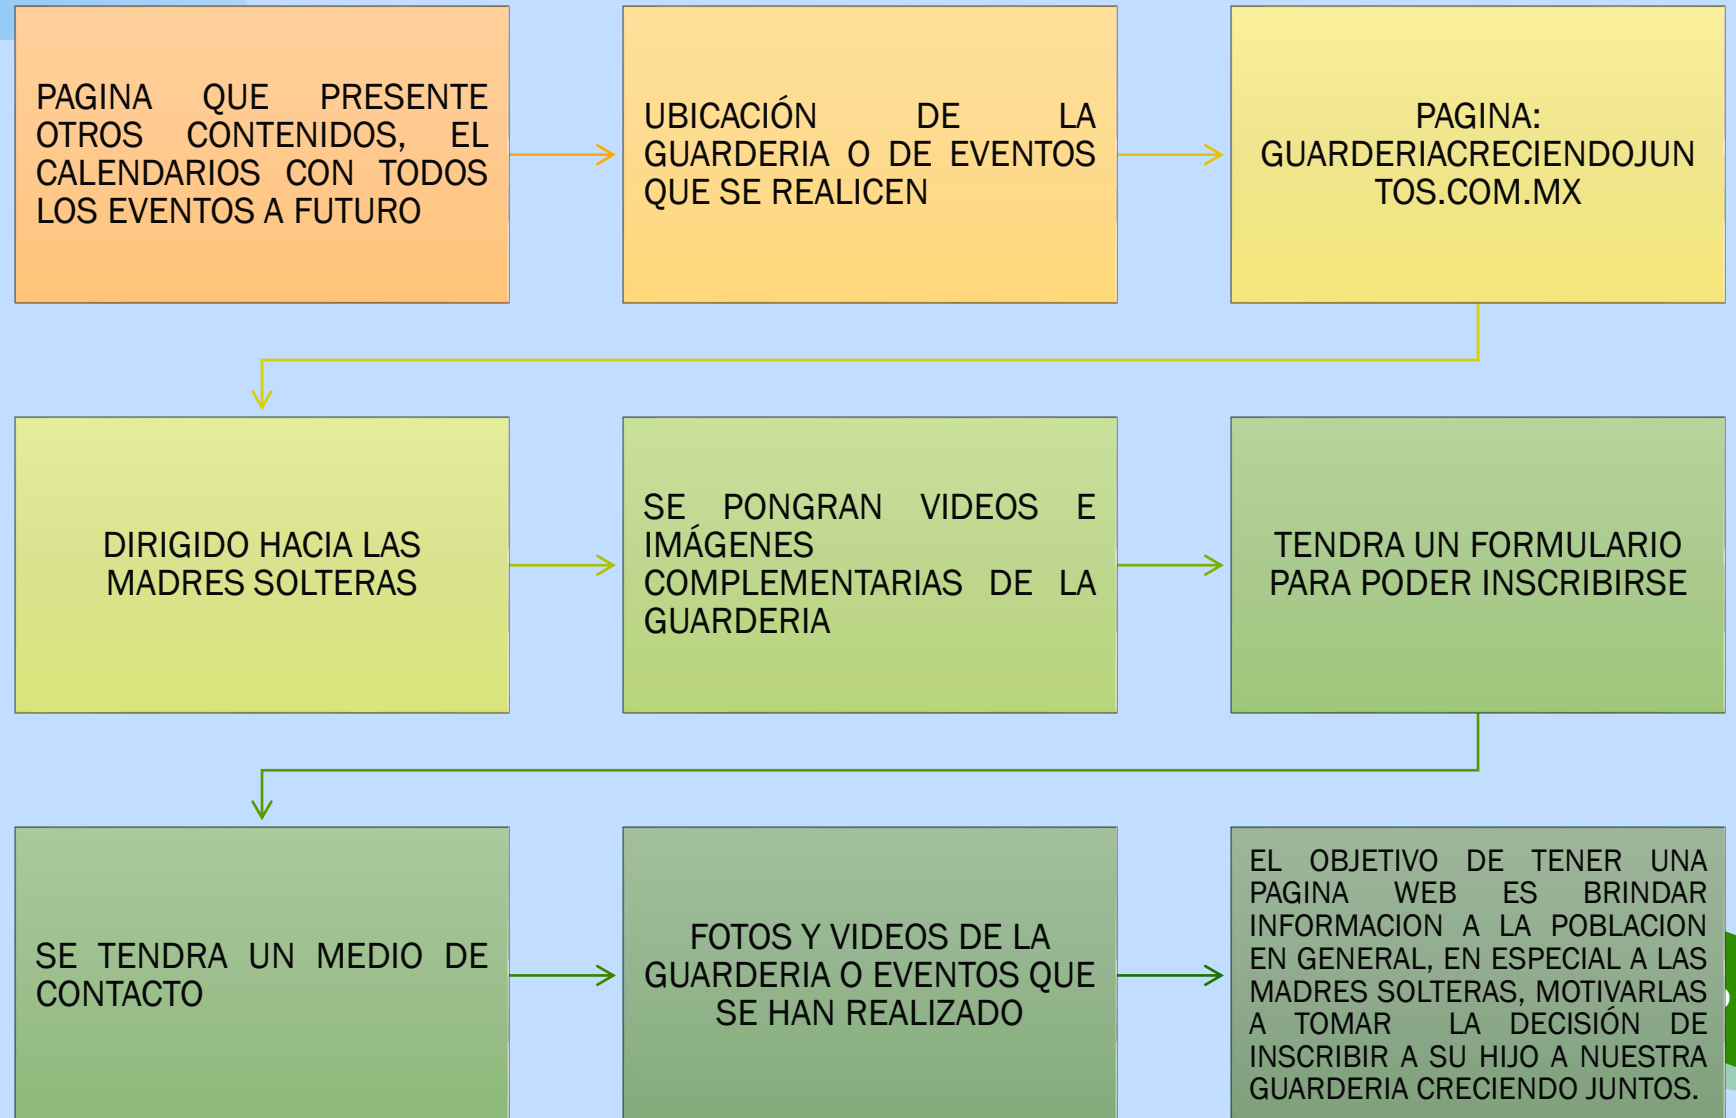 PAGINA QUE PRESENTE
OTROS CONTENIDOS, EL
CALENDARIOS CON TODOS
LOS EVENTOS A FUTURO
UBICACIÓN DE LA
GUARDERIA O DE EVENTOS
QUE SE REALICEN
PAGINA:
GUARDERIACRECIENDOJUN
TOS.COM.MX
DIRIGIDO HACIA LAS
MADRES SOLTERAS
SE PONGRAN VIDEOS E
IMÁGENES
COMPLEMENTARIAS DE LA
GUARDERIA
TENDRA UN FORMULARIO
PARA PODER INSCRIBIRSE
SE TENDRA UN MEDIO DE
CONTACTO
FOTOS Y VIDEOS DE LA
GUARDERIA O EVENTOS QUE
SE HAN REALIZADO
EL OBJETIVO DE TENER UNA
PAGINA WEB ES BRINDAR
INFORMACION A LA POBLACION
EN GENERAL, EN ESPECIAL A LAS
MADRES SOLTERAS, MOTIVARLAS
A TOMAR LA DECISIÓN DE
INSCRIBIR A SU HIJO A NUESTRA
GUARDERIA CRECIENDO JUNTOS.